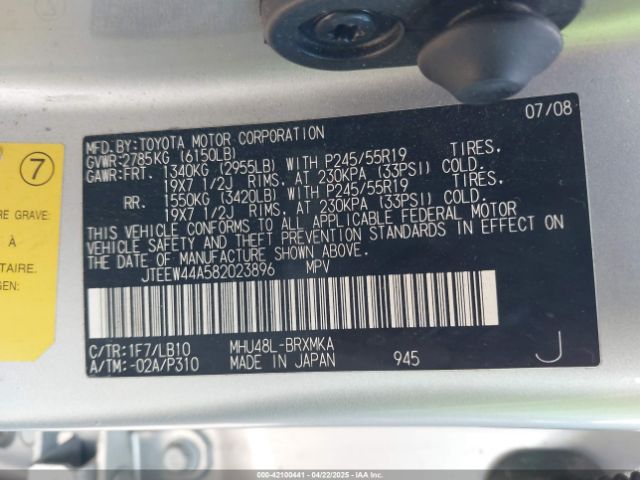 07/08
MFD.BY:TOYOTA MOTOR CORPORATION
GVWR:2785KG (6150LB)
GAWR:FRT. 1340KG (2955LB) WITH P245/55R19 TIRES.
19X7 1/2J RIMS, AT 230KPA (33PSI) COLD.
RR. 1550KG (3420LB) WITH P245/55R19 TIRES.
19X7 1/2J RIMS, AT 230KPA (33PSI) COLD.
THIS VEHICLE CONFORMS TO ALL APPLICABLE FEDERAL MOTOR
VEHICLE SAFETY AND THEFT PREVENTION STANDARDS IN EFFECT ON
THE DATE OF MANUFACTURE SHOWN ABOVE.
JTEEW44A582023896 MPV
C/TR:1F7/LB10 MHU48L-BRXMKA
A/TM:-02A/P310 MADE IN JAPAN 945 J
7
RE GRAVE:
À
TAIRE.
GEN:
000-42100441 - 04/22/2025 - IAAI